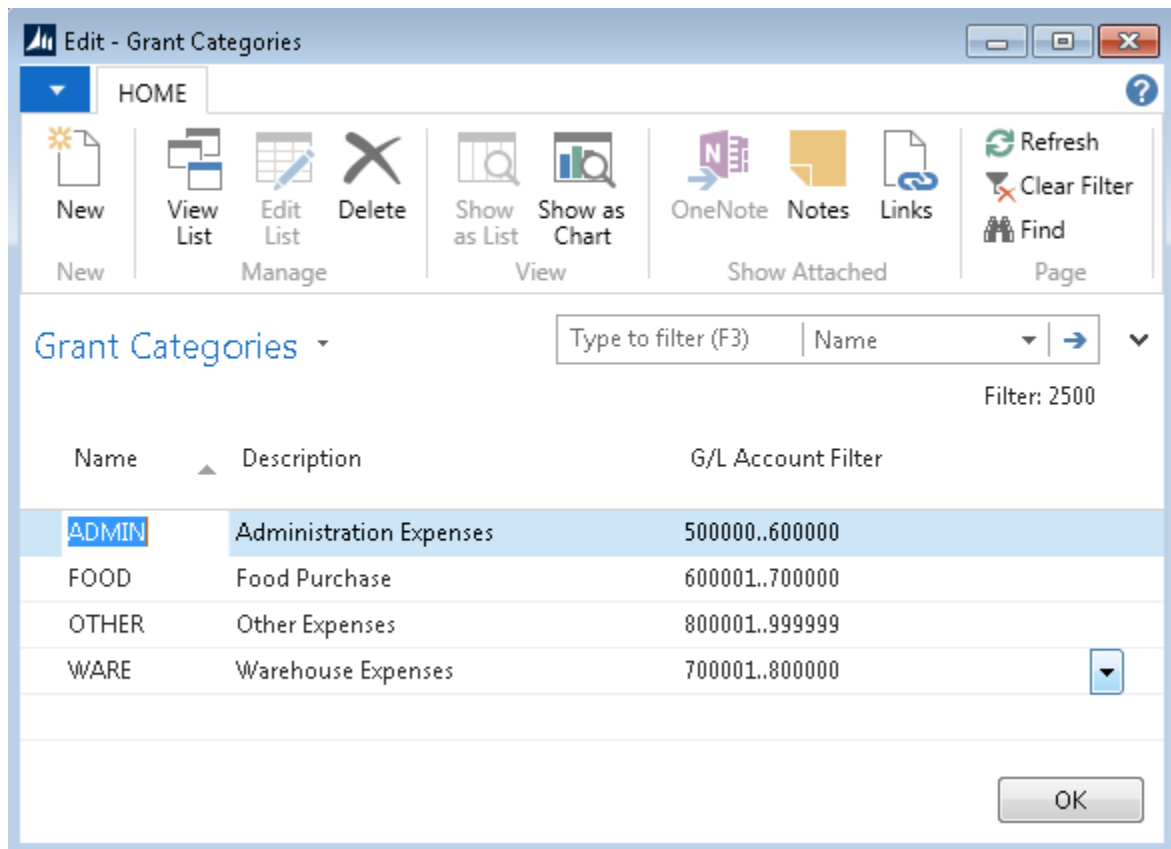 Edit - Grant Categories
HOME
New
View List
Edit List
Delete
Show as List
Show as Chart
OneNote
Notes
Links
Refresh
Clear Filter
Find
New
Manage
View
Show Attached
Page
Grant Categories
Type to filter (F3)
Name
Filter: 2500
Name Description G/L Account Filter
ADMIN Administration Expenses 500000..600000
FOOD Food Purchase 600001..700000
OTHER Other Expenses 800001..999999
WARE Warehouse Expenses 700001..800000
OK